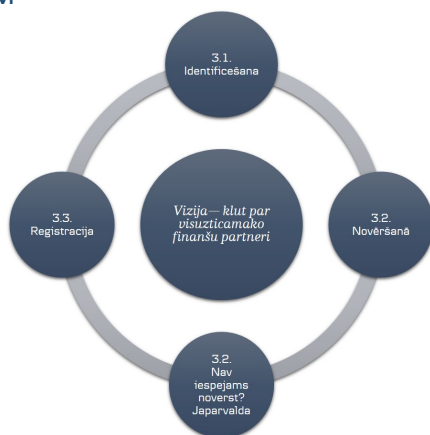 3.1.
Identificešana
3.3.
Registracija
Vizija— klut par
visuzticamako
finanšu partneri
3.2.
Novēršanā
3.2.
Nav
iespejams
noverst?
Japarvalda